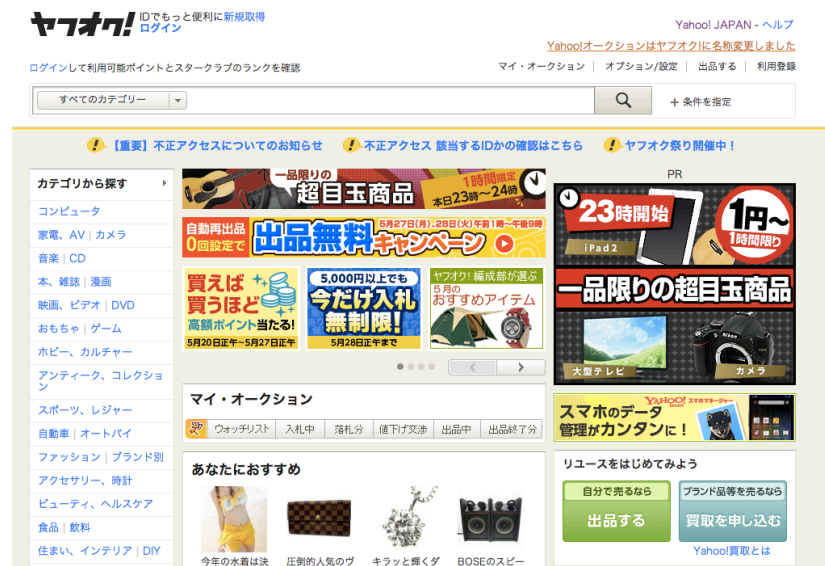 ヤフオク!
IDでもっと便利に新規取得
ログイン
Yahoo! JAPAN - ヘルプ
Yahoo!オークションはヤフオク!に名称変更しました
ログインして利用可能ポイントとスタークラブのランクを確認
マイ・オークション｜オプション/設定｜出品する｜利用登録
すべてのカテゴリー
＋条件を指定
【重要】不正アクセスについてのお知らせ
不正アクセス 該当するIDかの確認はこちら
ヤフオク祭り開催中！
カテゴリから探す
コンピュータ
家電、AV｜カメラ
音楽｜CD
本、雑誌｜漫画
映画、ビデオ｜DVD
おもちゃ｜ゲーム
ホビー、カルチャー
アンティーク、コレクショ
ン
スポーツ、レジャー
自動車｜オートバイ
ファッション｜ブランド別
アクセサリー、時計
ビューティ、ヘルスケア
食品｜飲料
住まい、インテリア｜DIY
一品限りの
超目玉商品
1時間限定
本日23時〜24時
自動再出品
0回設定で
出品無料
5月27日(月)、28日(火)午前1時〜午後9時
キャンペーン
買えば
買うほど
高額ポイント当たる!
5月20日正午〜5月27日正午
5,000円以上でも
今だけ入札
無制限!
5月28日正午まで
ヤフオク!編成部が選ぶ
5月の
おすすめアイテム
マイ・オークション
ウォッチリスト
入札中
落札分
値下げ交渉
出品中
出品終了分
あなたにおすすめ
今年の水着は決
圧倒的人気のヴ
キラッと輝くダ
BOSEのスピー
PR
23時開始
1円〜
1時間限り
iPad2
一品限りの超目玉商品
Nikon
大型テレビ
カメラ
YAHOO!
JAPAN
スマホマネージャー
スマホのデータ
管理がカンタンに！
リユースをはじめてみよう
自分で売るなら
出品する
ブランド品等を売るなら
買取を申し込む
Yahoo!買取とは